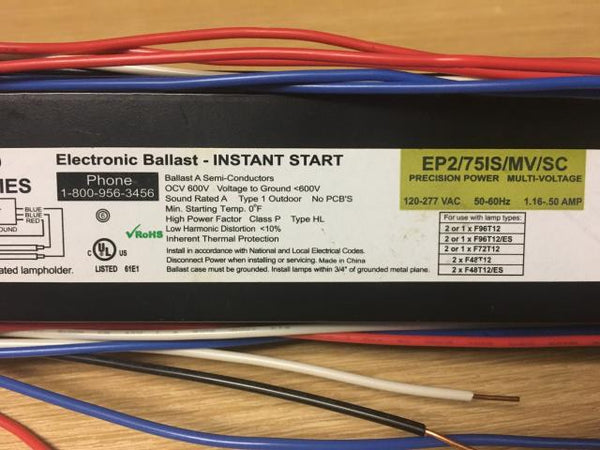 Electronic Ballast - INSTANT START
MES
Phone
1-800-956-3456
BLUE
BLUE
RED
OUND
ated lampholder.
Ballast A Semi-Conductors
OCV 600V Voltage to Ground <600V
Sound Rated A Type 1 Outdoor No PCB'S
Min. Starting Temp. 0°F
High Power Factor Class P Type HL
Low Harmonic Distortion <10%
Inherent Thermal Protection
RoHS
C UL US
LISTED 61E1
Install in accordance with National and Local Electrical Codes.
Disconnect Power when installing or servicing. Made in China
Ballast case must be grounded. Install lamps within 3/4" of grounded metal plane.
EP2/75IS/MV/SC
PRECISION POWER MULTI-VOLTAGE
120-277 VAC 50-60Hz 1.16-.50 AMP
For use with lamp types:
2 or 1 x F96T12
2 or 1 x F96T12/ES
2 or 1 x F72T12
2 x F48T12
2 x F48T12/ES